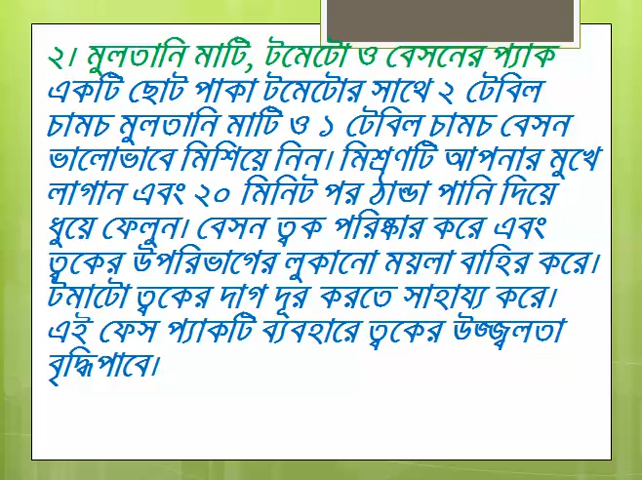 ২। মুলতানি মাটি, টমেটো ও বেসনের প্যাক
একটি ছোট পাকা টমেটোর সাথে ২ টেবিল
চামচ মুলতানি মাটি ও ১ টেবিল চামচ বেসন
ভালোভাবে মিশিয়ে নিন। মিশ্রণটি আপনার মুখে
লাগান এবং ২০ মিনিট পর ঠান্ডা পানি দিয়ে
ধুয়ে ফেলুন। বেসন ত্বক পরিষ্কার করে এবং
ত্বকের উপরিভাগের লুকানো ময়লা বাহির করে।
টমাটো ত্বকের দাগ দূর করতে সাহায্য করে।
এই ফেস প্যাকটি ব্যবহারে ত্বকের উজ্জ্বলতা
বৃদ্ধিপাবে।